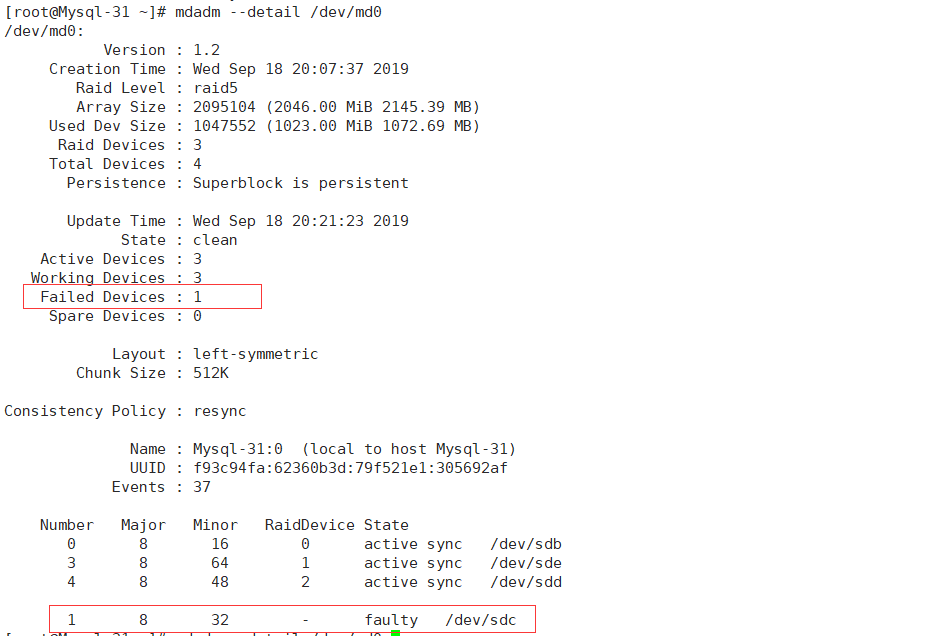 [root@Mysql-31 ~]# mdadm --detail /dev/md0
/dev/md0:
Version : 1.2
Creation Time : Wed Sep 18 20:07:37 2019
Raid Level : raid5
Array Size : 2095104 (2046.00 MiB 2145.39 MB)
Used Dev Size : 1047552 (1023.00 MiB 1072.69 MB)
Raid Devices : 3
Total Devices : 4
Persistence : Superblock is persistent
Update Time : Wed Sep 18 20:21:23 2019
State : clean
Active Devices : 3
Working Devices : 3
Failed Devices : 1
Spare Devices : 0
Layout : left-symmetric
Chunk Size : 512K
Consistency Policy : resync
Name : Mysql-31:0  (local to host Mysql-31)
UUID : f93c94fa:62360b3d:79f521e1:305692af
Events : 37
Number   Major   Minor   RaidDevice State
0       8       16        0      active sync   /dev/sdb
3       8       64        1      active sync   /dev/sde
4       8       48        2      active sync   /dev/sdd
1       8       32        -      faulty   /dev/sdc